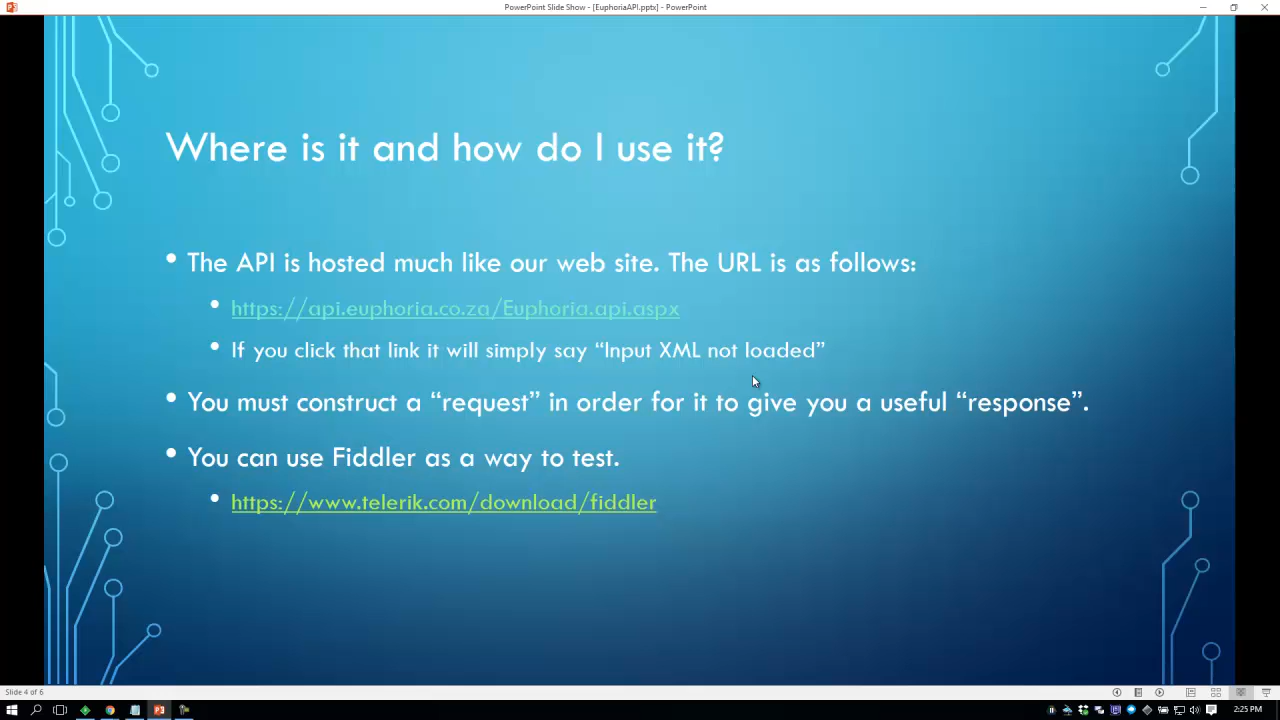 PowerPoint Slide Show - [EuphoriaAPI.pptx] - PowerPoint
Where is it and how do I use it?
• The API is hosted much like our web site. The URL is as follows:
• https://api.euphoria.co.za/Euphoria.api.aspx
• If you click that link it will simply say “Input XML not loaded”
• You must construct a “request” in order for it to give you a useful “response”.
• You can use Fiddler as a way to test.
• https://www.telerik.com/download/fiddler
Slide 4 of 6
2:25 PM